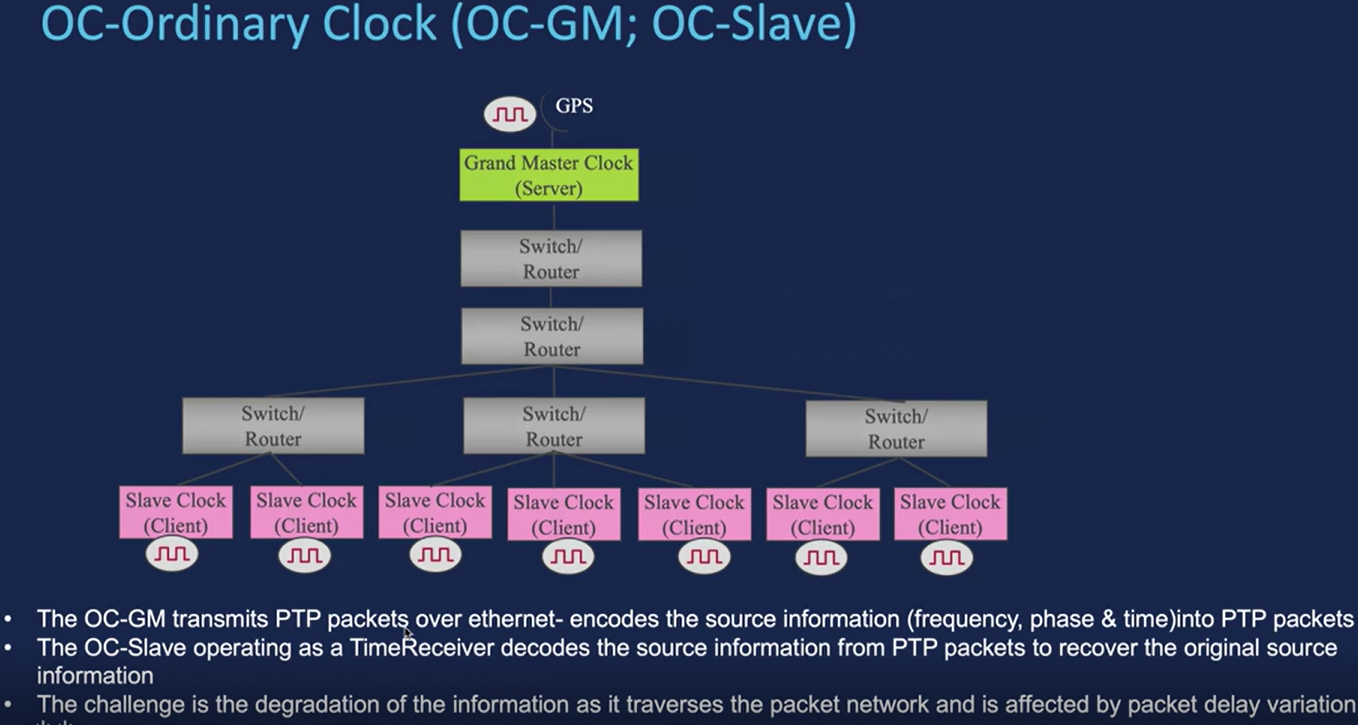 OC-Ordinary Clock (OC-GM; OC-Slave)
GPS
Grand Master Clock
(Server)
Switch/
Router
Switch/
Router
Switch/
Router
Switch/
Router
Switch/
Router
Slave Clock
(Client)
Slave Clock
(Client)
Slave Clock
(Client)
Slave Clock
(Client)
Slave Clock
(Client)
Slave Clock
(Client)
Slave Clock
(Client)
• The OC-GM transmits PTP packets over ethernet- encodes the source information (frequency, phase & time)into PTP packets
• The OC-Slave operating as a TimeReceiver decodes the source information from PTP packets to recover the original source
information
• The challenge is the degradation of the information as it traverses the packet network and is affected by packet delay variation